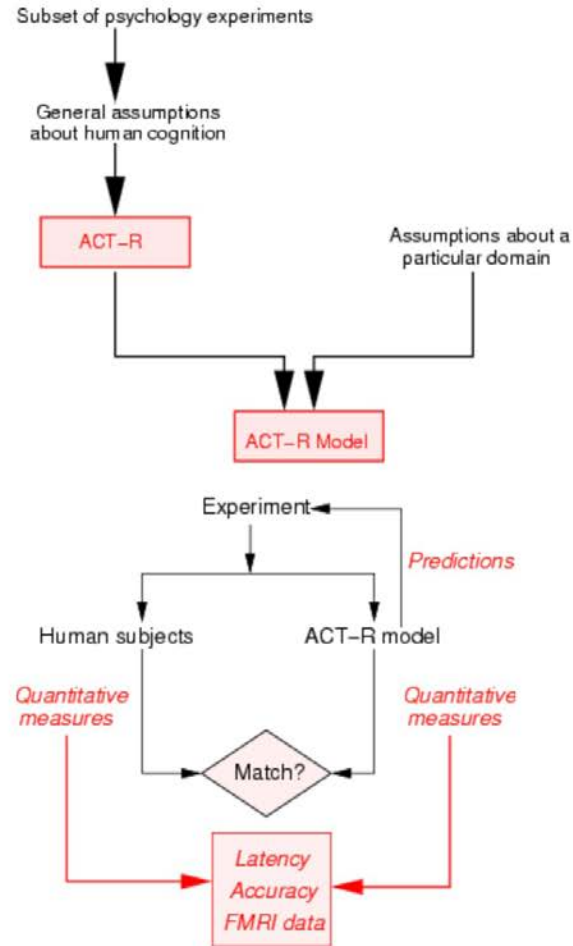 Subset of psychology experiments
General assumptions
about human cognition
ACT-R
Assumptions about a
particular domain
ACT-R Model
Experiment
Predictions
Human subjects
ACT-R model
Quantitative
measures
Quantitative
measures
Match?
Latency
Accuracy
FMRI data